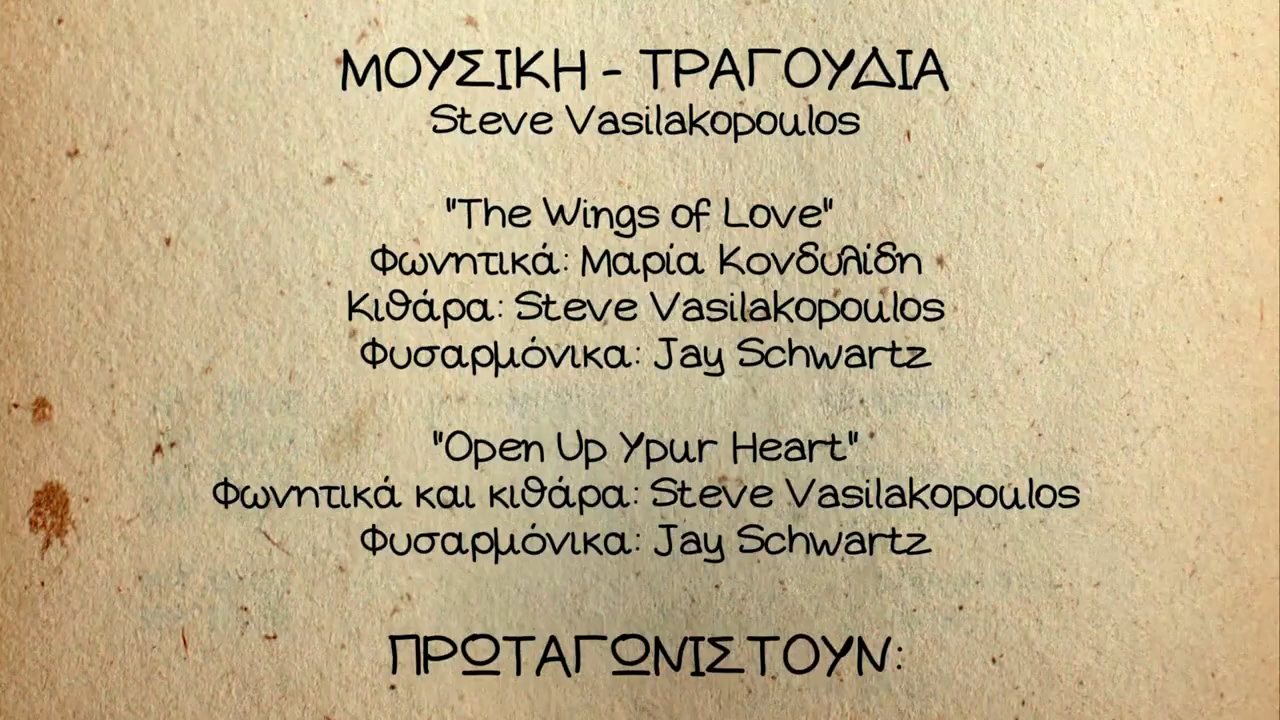 ΜΟΥΣΙΚΗ - ΤΡΑΓΟΥΔΙΑ
Steve Vasilakopoulos
"The Wings of Love"
Φωνητικά: Μαρία Κονδυλίδη
Κιθάρα: Steve Vasilakopoulos
Φυσαρμόνικα: Jay Schwartz
"Open Up Ypur Heart"
Φωνητικά και κιθάρα: Steve Vasilakopoulos
Φυσαρμόνικα: Jay Schwartz
ΠΡΩΤΑΓΩΝΙΣΤΟΥΝ: